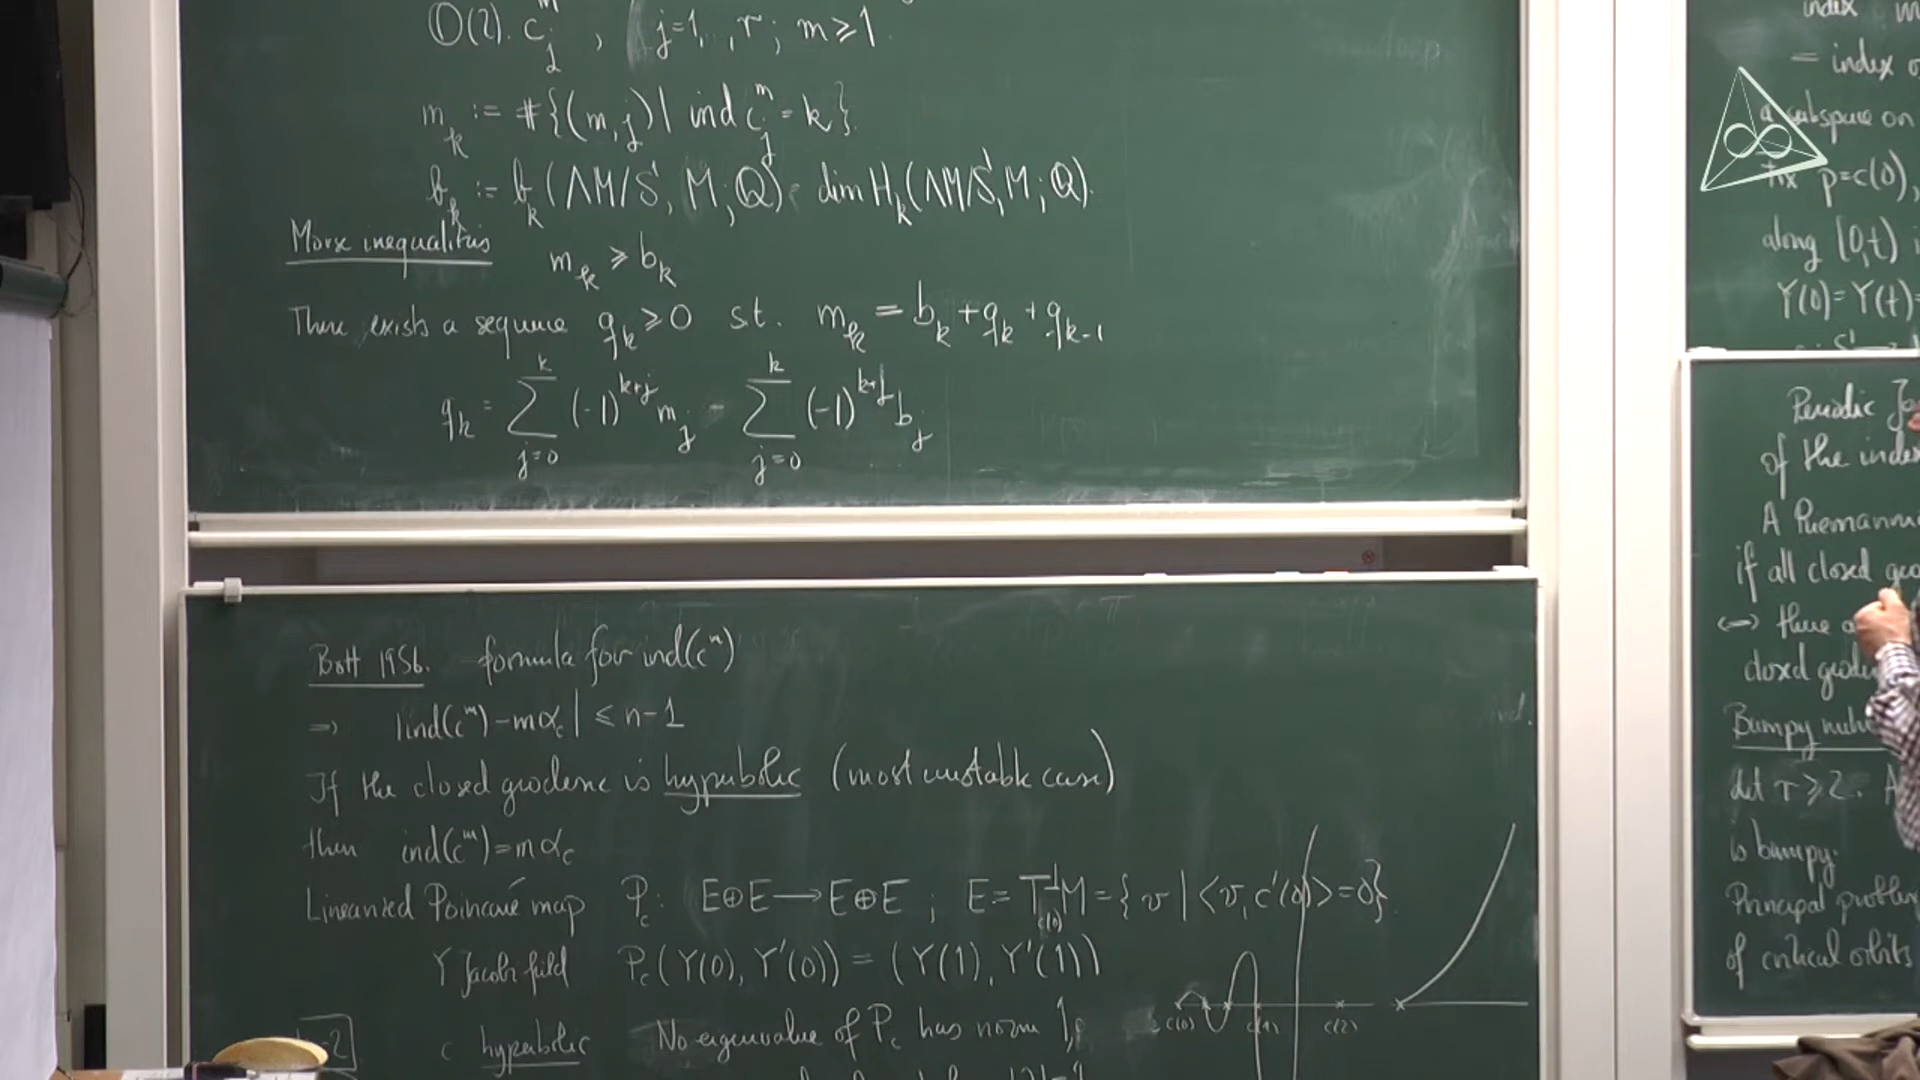 O(2). c_j^m , j=1, ,r; m⩾1
m_k := #{(m,j) | ind c_j^m = k}.
b_k := b_k(ΛM/S¹, M; Q) = dim H_k(ΛM/S¹, M; Q).
Morse inequalities m_k ⩾ b_k
There exists a sequence q_k ⩾ 0 s.t. m_k = b_k + q_k + q_{k-1}
q_k = ∑_{j=0}^{k} (-1)^{k+j} m_j - ∑_{j=0}^{k} (-1)^{k+j} b_j
Bott 1956. formula for ind(c^m)
⇒ |ind(c^m) - mα_c| ⩽ n-1
If the closed geodesic is hyperbolic (most unstable case)
then ind(c^m) = mα_c
Linearized Poincaré map P_c : E⊕E ⟶ E⊕E ; E = T^⊥_{c(0)}M = {v | <v, c'(0)> = 0}.
Y Jacobi field P_c(Y(0), Y'(0)) = (Y(1), Y'(1))
c hyperbolic No eigenvalue of P_c has norm 1,
c(0) c(1) c(2)
index
= index
a subspace on
fix p=c(0),
along [0,t]
Y(0)=Y(t)=
Periodic
of the index
A Riemannian
if all closed
there
closed
Bumpy
Let r ⩾ 2. A
is bumpy.
Principal problem
of critical orbits